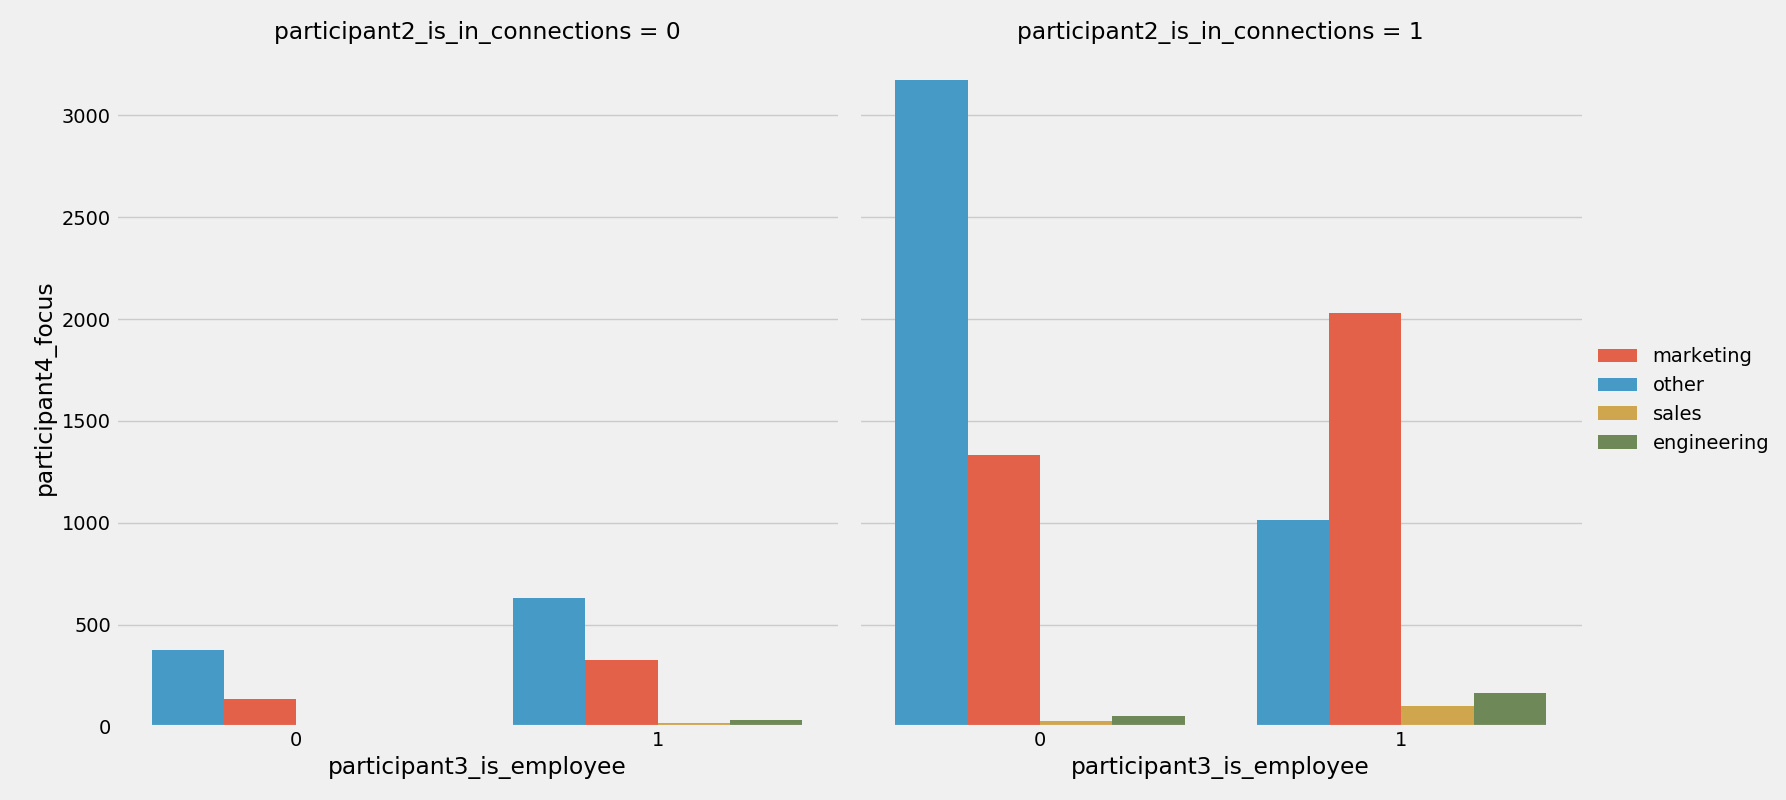 participant2_is_in_connections = 0
participant2_is_in_connections = 1
participant4_focus
3000
2500
2000
1500
1000
500
0
0
1
0
1
participant3_is_employee
participant3_is_employee
marketing
other
sales
engineering